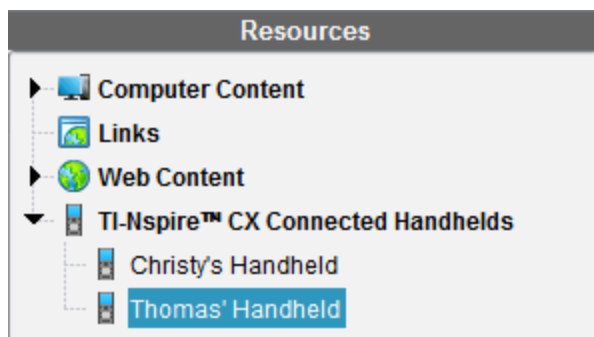 Resources
Computer Content
Links
Web Content
TI-Nspire™ CX Connected Handhelds
Christy's Handheld
Thomas' Handheld